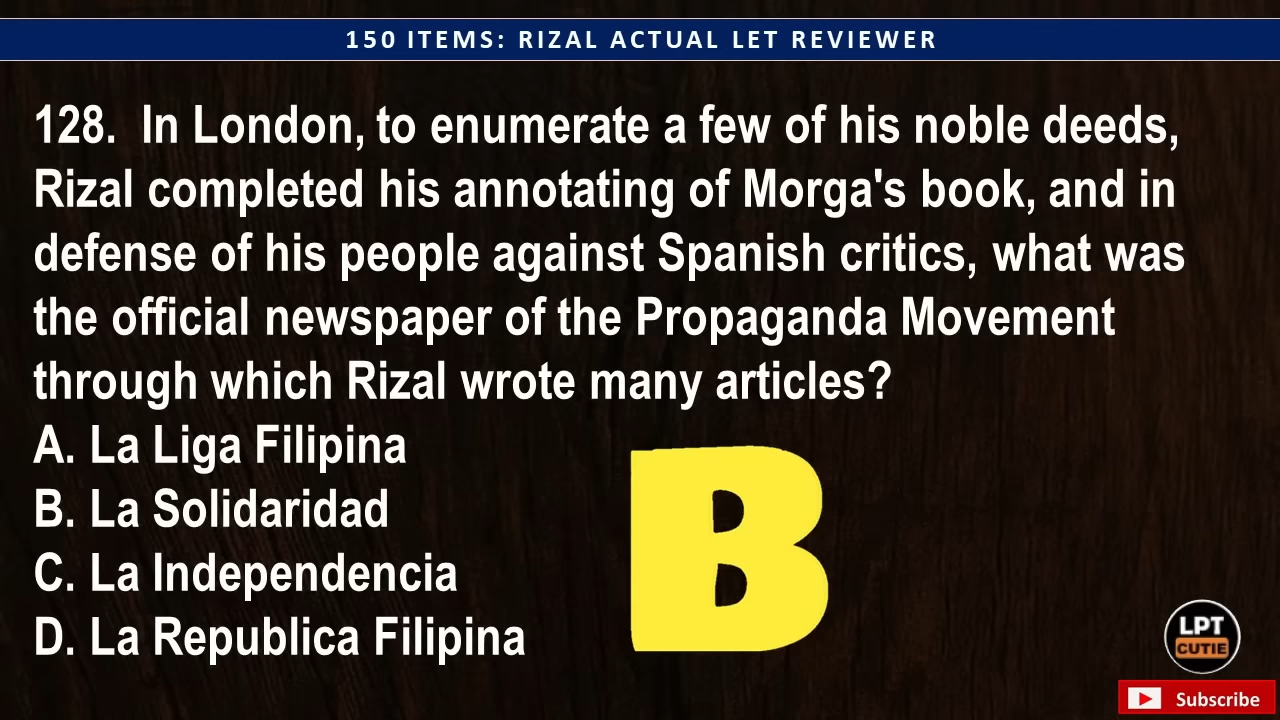 150 ITEMS: RIZAL ACTUAL LET REVIEWER
128. In London, to enumerate a few of his noble deeds,
Rizal completed his annotating of Morga's book, and in
defense of his people against Spanish critics, what was
the official newspaper of the Propaganda Movement
through which Rizal wrote many articles?
A. La Liga Filipina
B. La Solidaridad
C. La Independencia
D. La Republica Filipina
B
LPT
CUTIE
Subscribe